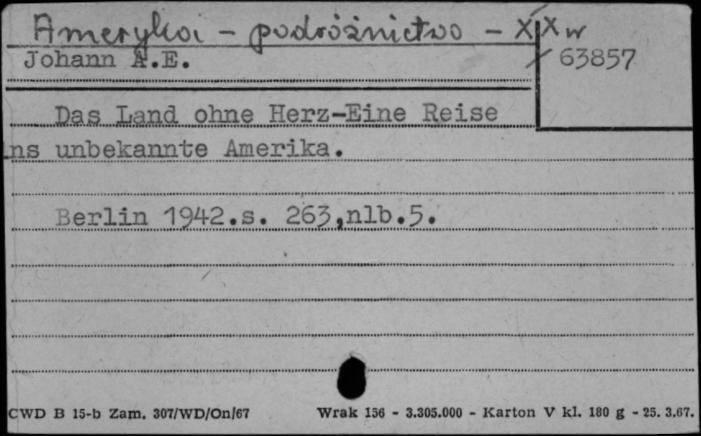 Ameryka - podróżnictwo - XX w
Johann A.E.
63857
Das Land ohne Herz-Eine Reise
ns unbekannte Amerika.
Berlin 1942.s. 263,nlb.5.
CWD B 15-b Zam. 307/WD/On/67 Wrak 156 - 3.305.000 - Karton V kl. 180 g - 25. 3.67.